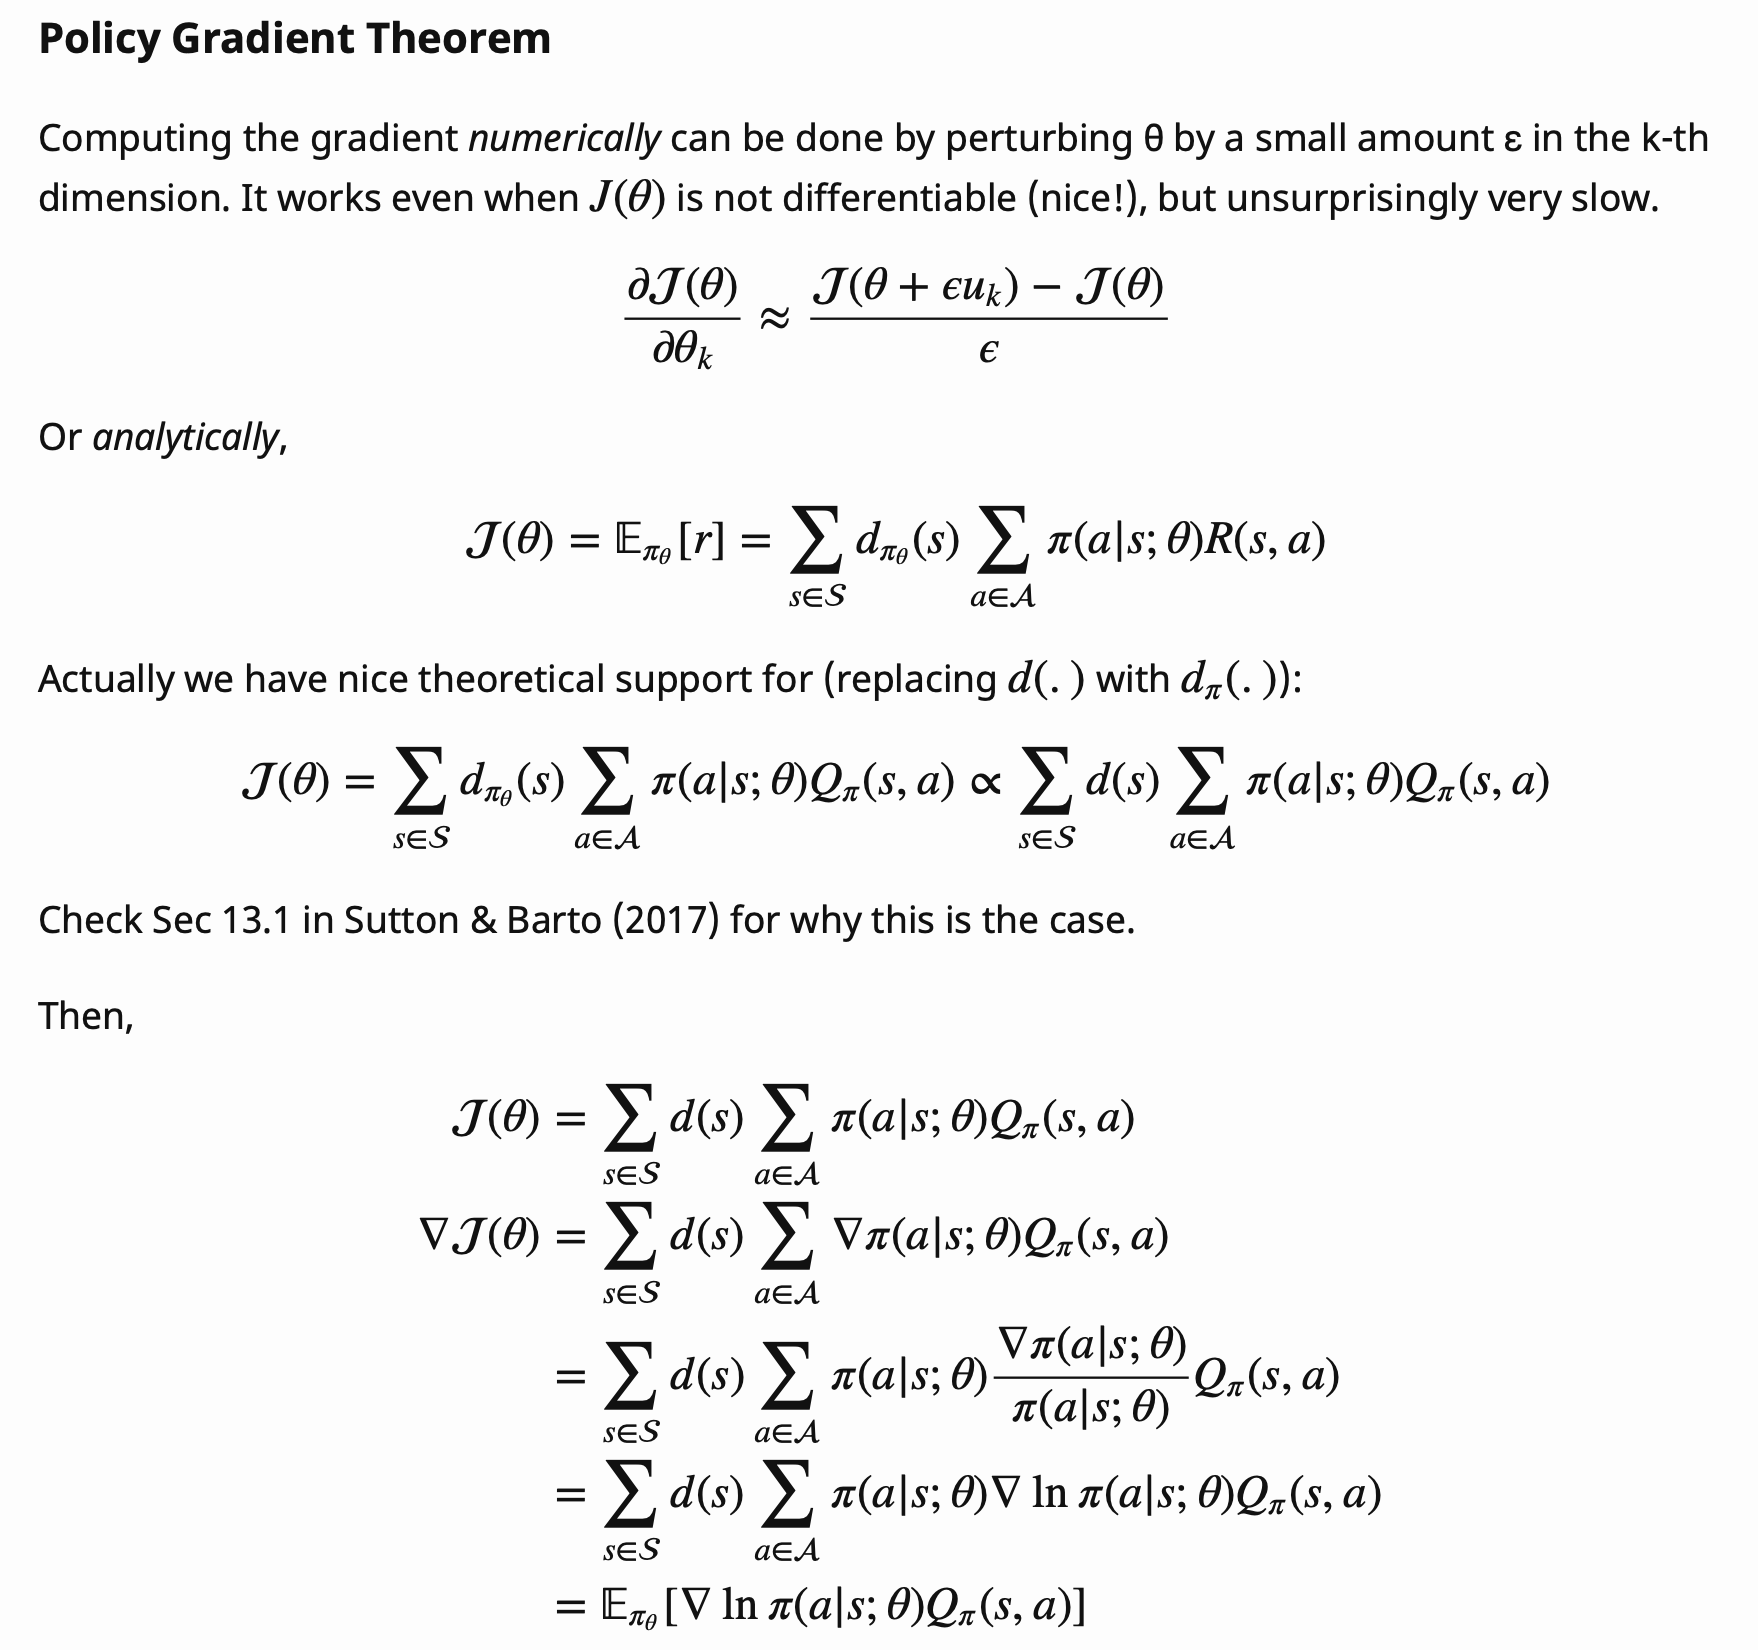 Policy Gradient Theorem
Computing the gradient numerically can be done by perturbing θ by a small amount ε in the k-th
dimension. It works even when J(θ) is not differentiable (nice!), but unsurprisingly very slow.
∂𝒥(θ)/∂θ_k ≈ (𝒥(θ + ϵu_k) − 𝒥(θ))/ϵ
Or analytically,
𝒥(θ) = 𝔼_{π_θ}[r] = ∑_{s∈𝒮} d_{π_θ}(s) ∑_{a∈𝒜} π(a|s; θ)R(s, a)
Actually we have nice theoretical support for (replacing d(. ) with d_π(. )):
𝒥(θ) = ∑_{s∈𝒮} d_{π_θ}(s) ∑_{a∈𝒜} π(a|s; θ)Q_π(s, a) ∝ ∑_{s∈𝒮} d(s) ∑_{a∈𝒜} π(a|s; θ)Q_π(s, a)
Check Sec 13.1 in Sutton & Barto (2017) for why this is the case.
Then,
𝒥(θ) = ∑_{s∈𝒮} d(s) ∑_{a∈𝒜} π(a|s; θ)Q_π(s, a)
∇𝒥(θ) = ∑_{s∈𝒮} d(s) ∑_{a∈𝒜} ∇π(a|s; θ)Q_π(s, a)
= ∑_{s∈𝒮} d(s) ∑_{a∈𝒜} π(a|s; θ) ∇π(a|s; θ)/π(a|s; θ) Q_π(s, a)
= ∑_{s∈𝒮} d(s) ∑_{a∈𝒜} π(a|s; θ)∇ ln π(a|s; θ)Q_π(s, a)
= 𝔼_{π_θ}[∇ ln π(a|s; θ)Q_π(s, a)]